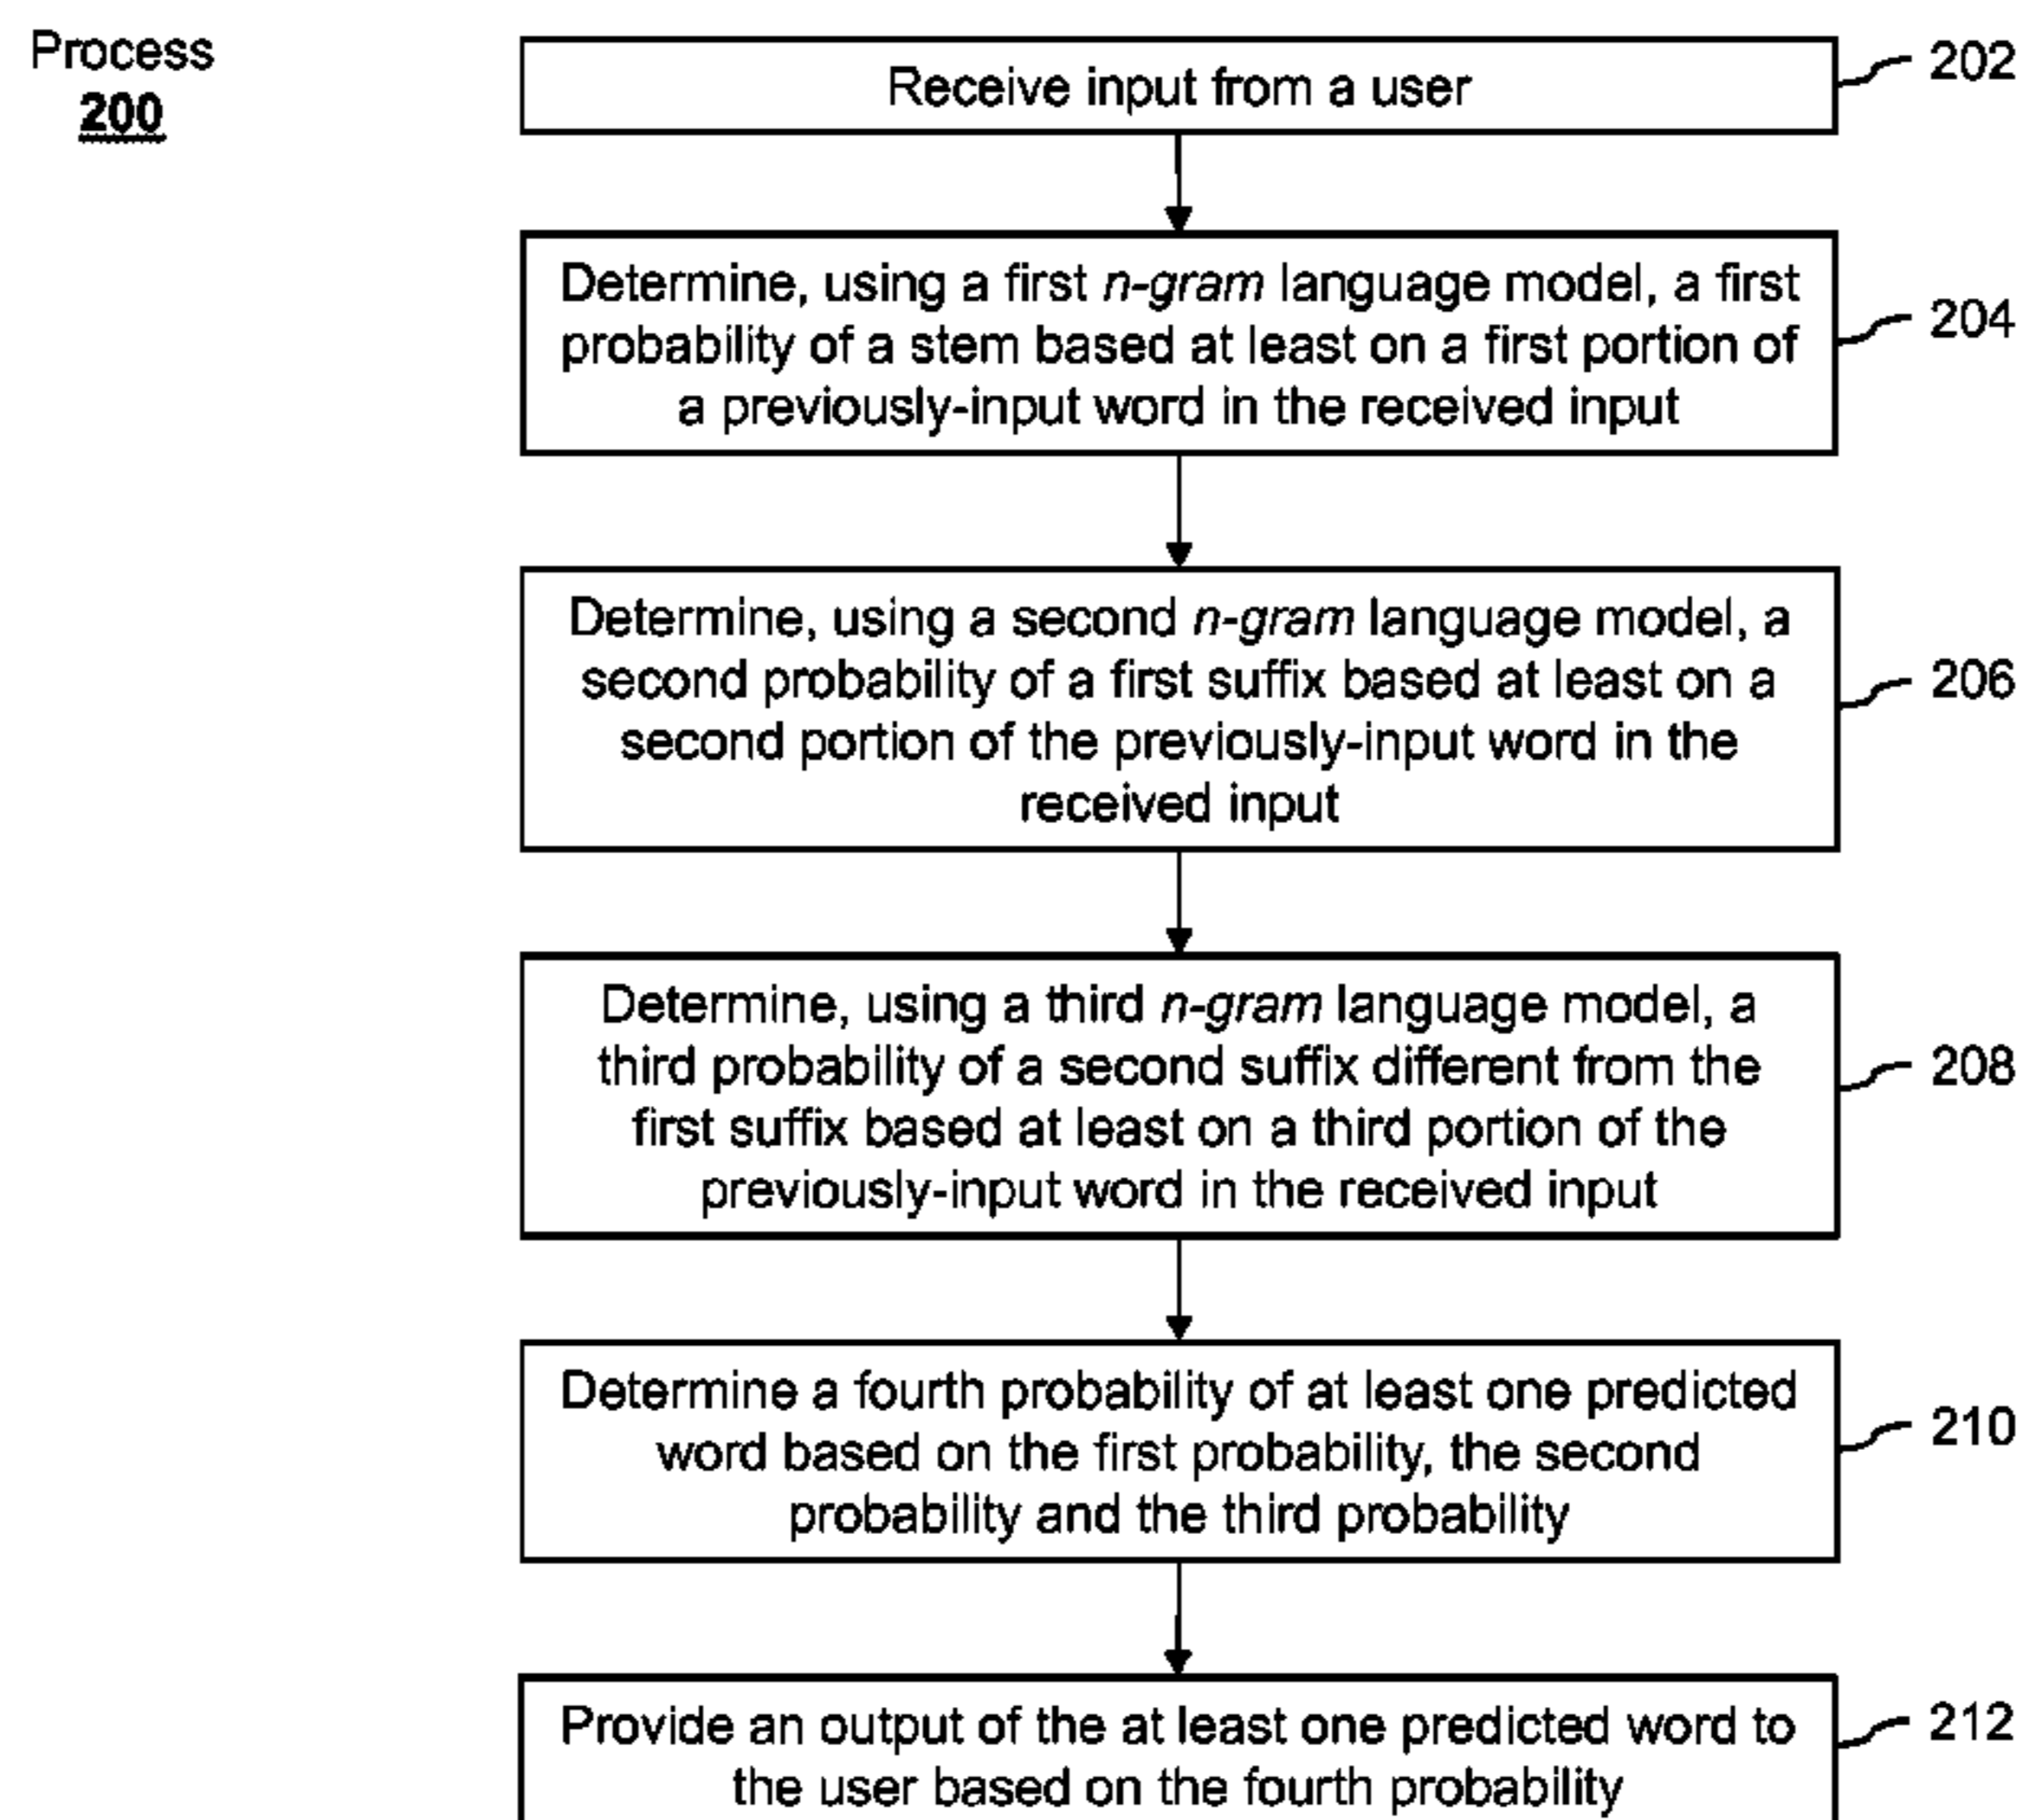 Process
200
Receive input from a user
202
Determine, using a first n-gram language model, a first
probability of a stem based at least on a first portion of
a previously-input word in the received input
204
Determine, using a second n-gram language model, a
second probability of a first suffix based at least on a
second portion of the previously-input word in the
received input
206
Determine, using a third n-gram language model, a
third probability of a second suffix different from the
first suffix based at least on a third portion of the
previously-input word in the received input
208
Determine a fourth probability of at least one predicted
word based on the first probability, the second
probability and the third probability
210
Provide an output of the at least one predicted word to
the user based on the fourth probability
212